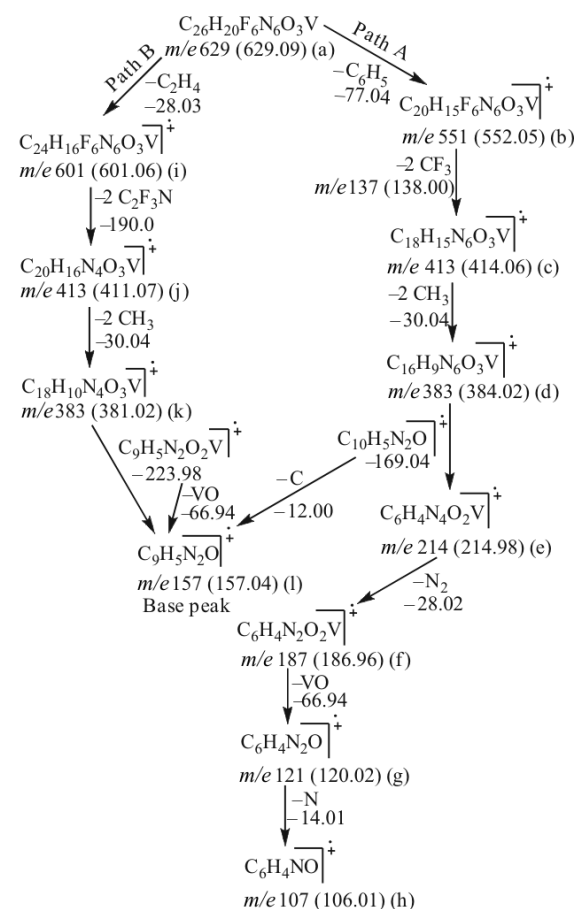 C₂₆H₂₀F₆N₆O₃V
m/e 629 (629.09) (a)
Path B
Path A
–C₂H₄
–28.03
–C₆H₅
–77.04
C₂₀H₁₅F₆N₆O₃V ∔
m/e 551 (552.05) (b)
C₂₄H₁₆F₆N₆O₃V ∔
m/e 601 (601.06) (i)
–2 CF₃
m/e 137 (138.00)
–2 C₂F₃N
–190.0
C₁₈H₁₅N₆O₃V ∔
m/e 413 (414.06) (c)
C₂₀H₁₆N₄O₃V ∔
m/e 413 (411.07) (j)
–2 CH₃
–30.04
–2 CH₃
–30.04
C₁₆H₉N₆O₃V ∔
m/e 383 (384.02) (d)
C₁₈H₁₀N₄O₃V ∔
m/e 383 (381.02) (k)
C₉H₅N₂O₂V ∔
–223.98
C₁₀H₅N₂O ∔
–169.04
–VO
–66.94
–C
–12.00
C₉H₅N₂O ∔
m/e 157 (157.04) (l)
Base peak
C₆H₄N₄O₂V ∔
m/e 214 (214.98) (e)
–N₂
–28.02
C₆H₄N₂O₂V ∔
m/e 187 (186.96) (f)
–VO
–66.94
C₆H₄N₂O ∔
m/e 121 (120.02) (g)
–N
–14.01
C₆H₄NO ∔
m/e 107 (106.01) (h)